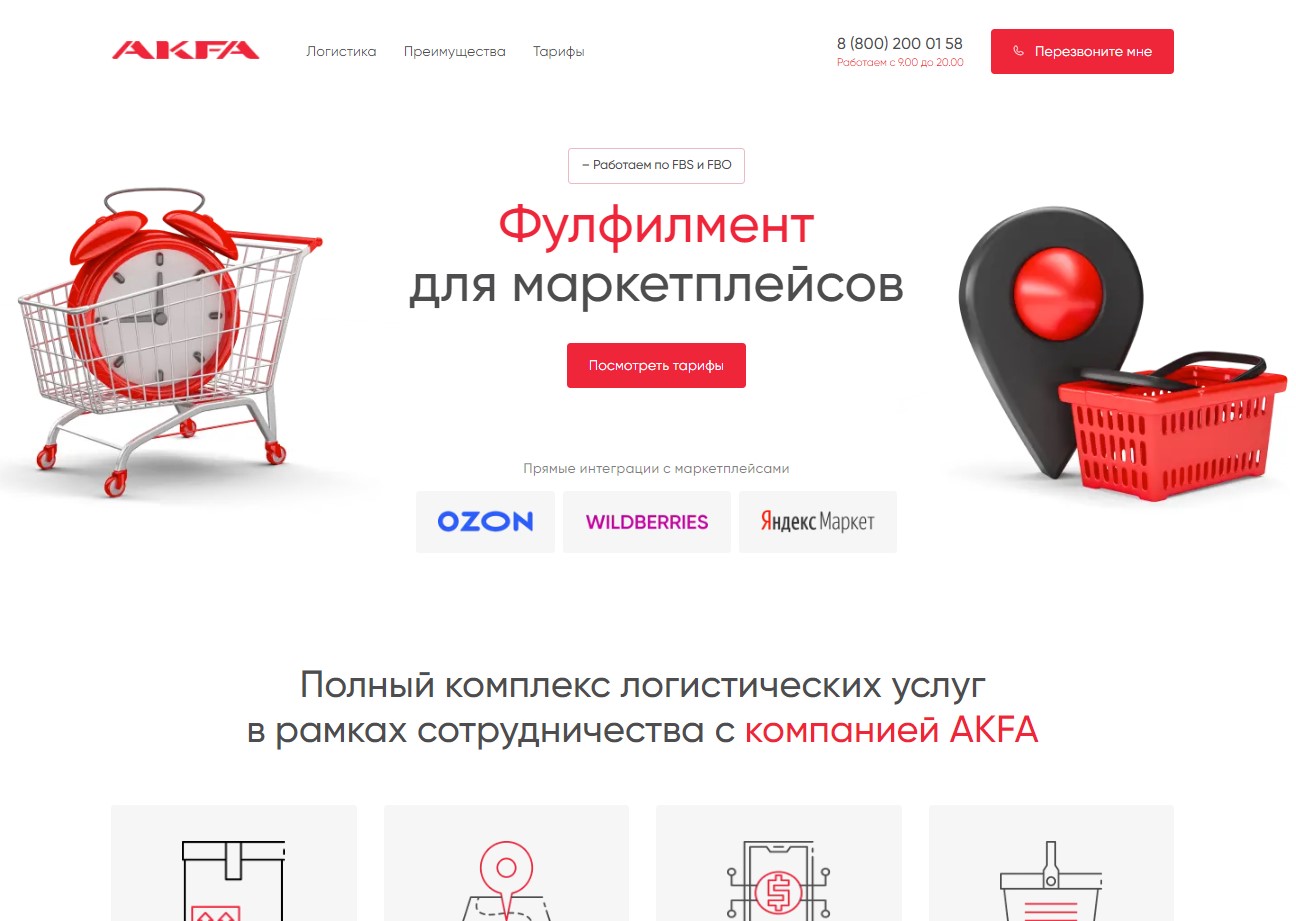 AKFA
Логистика
Преимущества
Тарифы
8 (800) 200 01 58
Работаем с 9.00 до 20.00
Перезвоните мне
– Работаем по FBS и FBO
Фулфилмент
для маркетплейсов
Посмотреть тарифы
Прямые интеграции с маркетплейсами
OZON
WILDBERRIES
Яндекс Маркет
Полный комплекс логистических услуг
в рамках сотрудничества с компанией AKFA